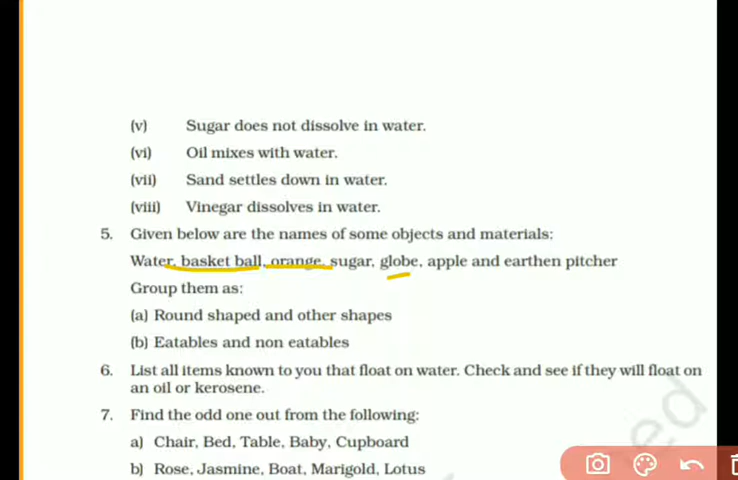 (v) Sugar does not dissolve in water.
(vi) Oil mixes with water.
(vii) Sand settles down in water.
(viii) Vinegar dissolves in water.
5. Given below are the names of some objects and materials:
Water, basket ball, orange, sugar, globe, apple and earthen pitcher
Group them as:
(a) Round shaped and other shapes
(b) Eatables and non eatables
6. List all items known to you that float on water. Check and see if they will float on
an oil or kerosene.
7. Find the odd one out from the following:
a) Chair, Bed, Table, Baby, Cupboard
b) Rose, Jasmine, Boat, Marigold, Lotus